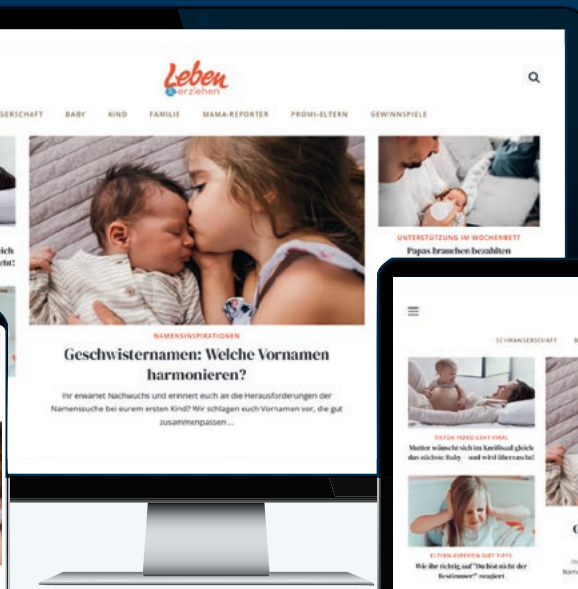 Leben
& erziehen
BABY KIND FAMILIE MAMA-REPORTER PROMI-ELTERN GEWINNSPIELE
UNTERSTÜTZUNG IM WOCHENBETT
Papas brauchen bezahlten
NAMENSINSPIRATIONEN
Geschwisternamen: Welche Vornamen
harmonieren?
Ihr erwartet Nachwuchs und erinnert euch an die Herausforderungen der
Namenssuche bei eurem ersten Kind? Wir schlagen euch Vornamen vor, die gut
zusammenpassen ...
SCHWANGERSCHAFT
TIKTOK-VIDEO GEHT VIRAL
Mutter wünscht sich im Kreißsaal gleich
das nächste Baby – und wird überrascht!
ELTERN-EXPERTIN GIBT TIPPS
Wie ihr richtig auf "Du bist nicht der
Bestimmer!" reagiert